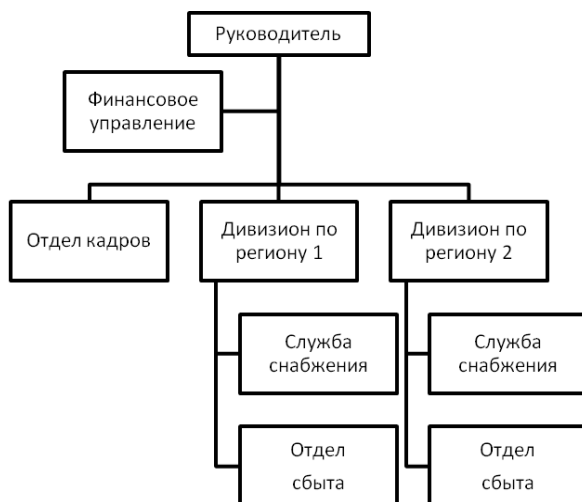 Руководитель
Финансовое
управление
Отдел кадров
Дивизион по
региону 1
Дивизион по
региону 2
Служба
снабжения
Служба
снабжения
Отдел
сбыта
Отдел
сбыта